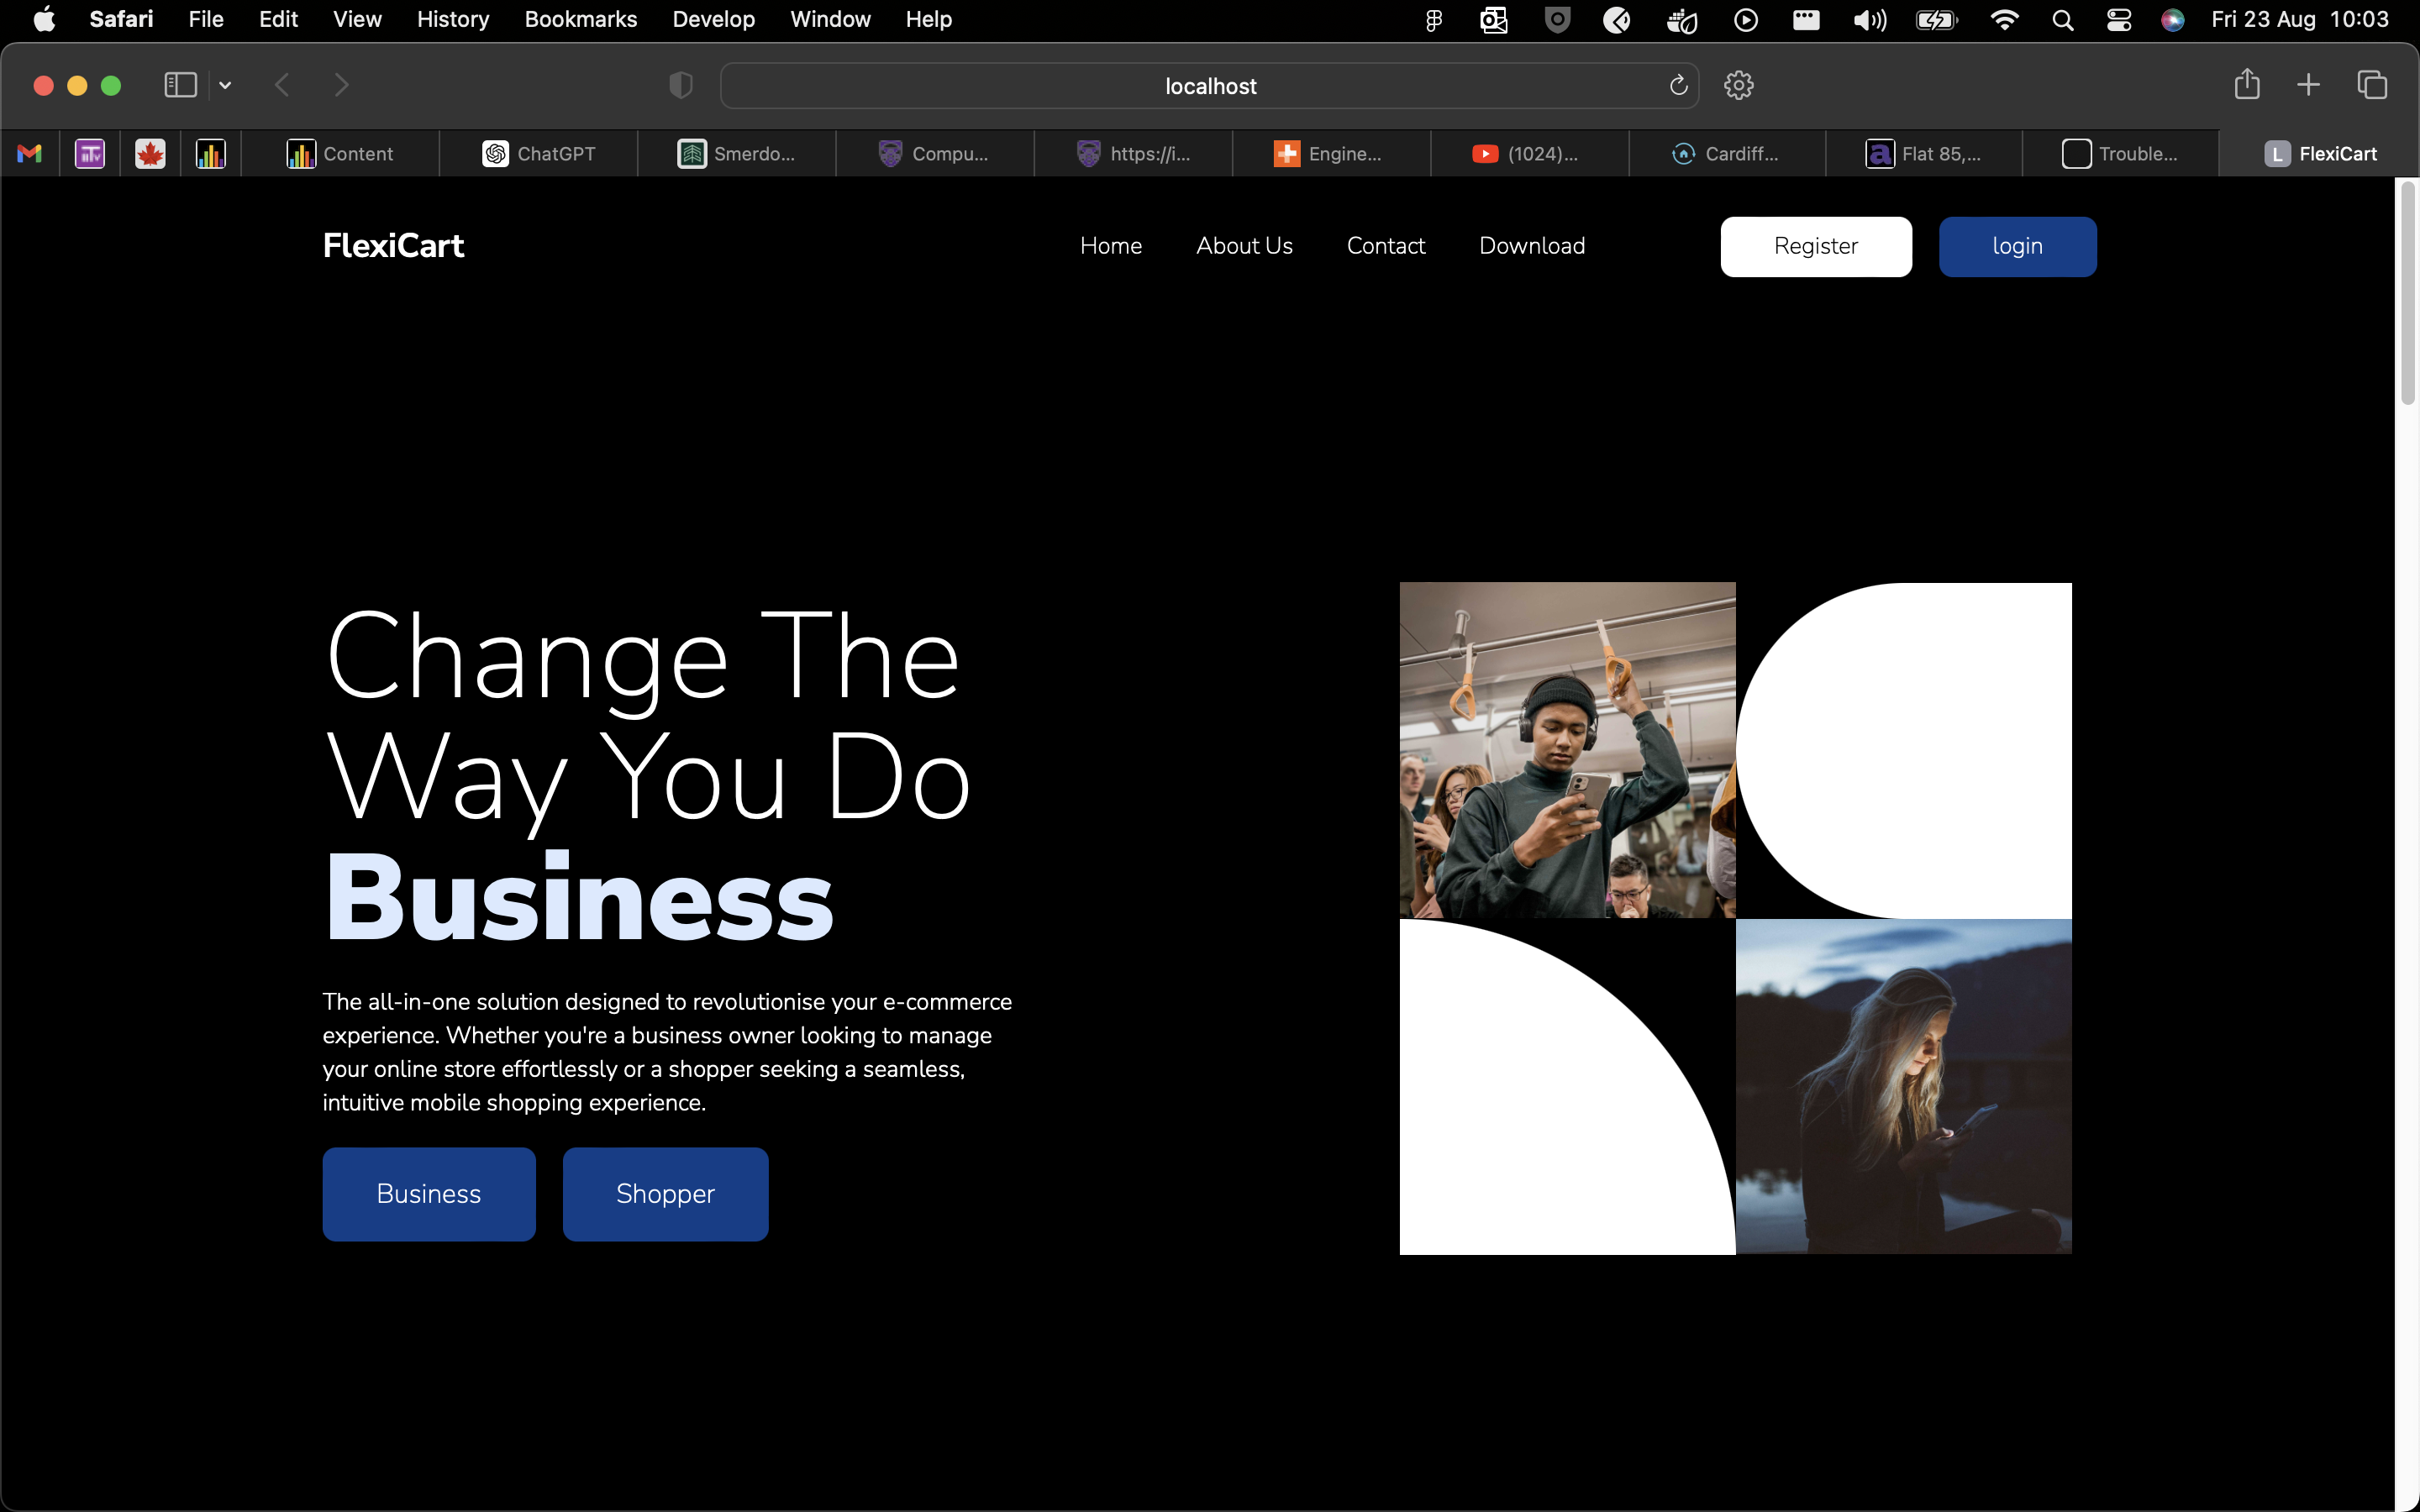 Safari File Edit View History Bookmarks Develop Window Help Fri 23 Aug 10:03
localhost
Content ChatGPT Smerdo... Compu... https://i... Engine... (1024)... Cardiff... a Flat 85,... Trouble... L FlexiCart
FlexiCart Home About Us Contact Download Register login
Change The
Way You Do
Business
The all-in-one solution designed to revolutionise your e-commerce
experience. Whether you're a business owner looking to manage
your online store effortlessly or a shopper seeking a seamless,
intuitive mobile shopping experience.
Business Shopper